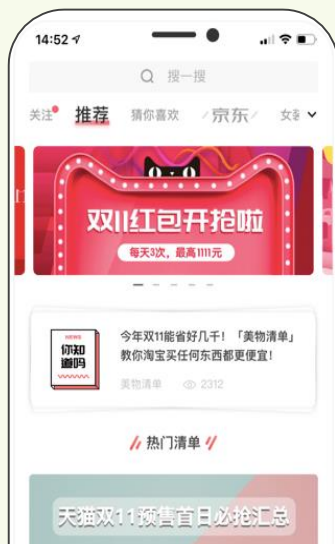 14:52
搜一搜
关注 推荐 猜你喜欢 京东
双11红包开抢啦
每天3次，最高1111元
NEWS
你知
道吗
今年双11能省好几千！「美物清单」
教你淘宝买任何东西都更便宜！
美物清单 2312
热门清单
天猫双11预售首日必抢汇总